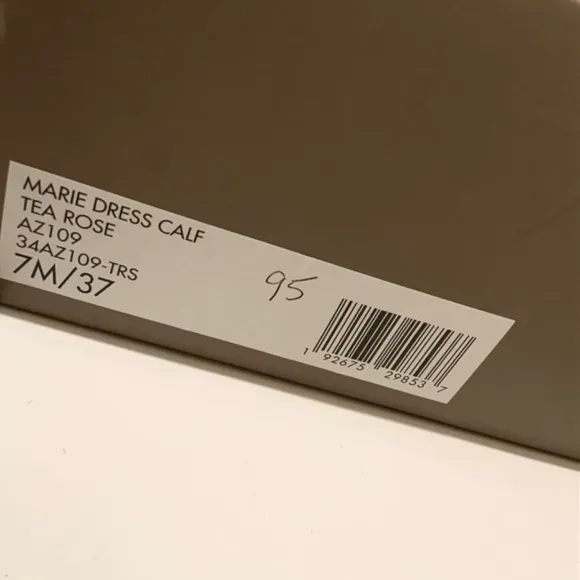 MARIE DRESS CALF
TEA ROSE
AZ109
34AZ109-TRS
7M/37
95
1 92675 29853 7